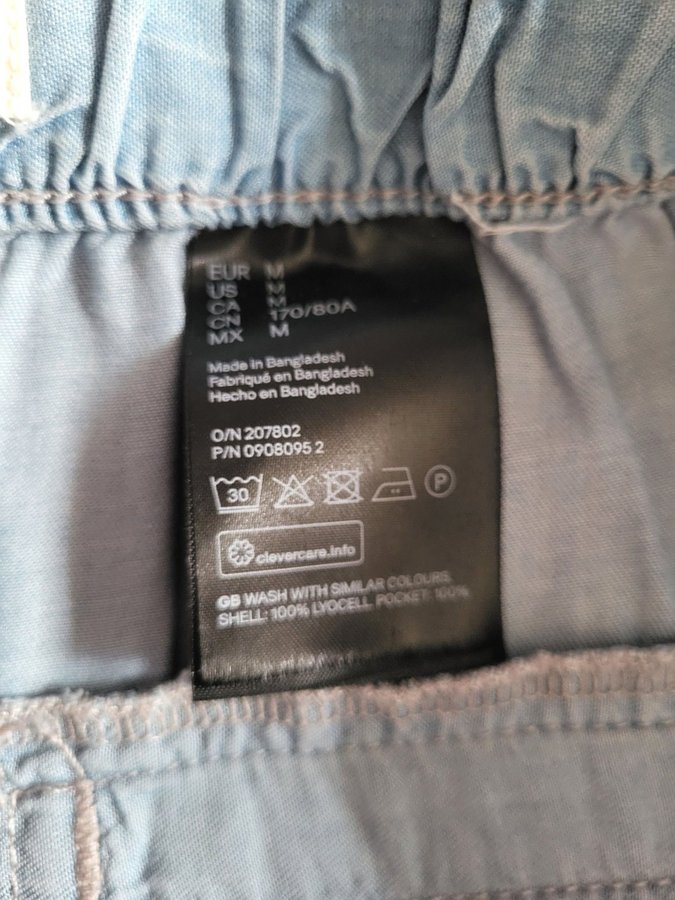 EUR M
US M
CA M
CN 170/80A
MX M
Made in Bangladesh
Fabriqué en Bangladesh
Hecho en Bangladesh
O/N 207802
P/N 0908095 2
30
P
clevercare.info
GB WASH WITH SIMILAR COLOURS.
SHELL: 100% LYOCELL. POCKET: 100%